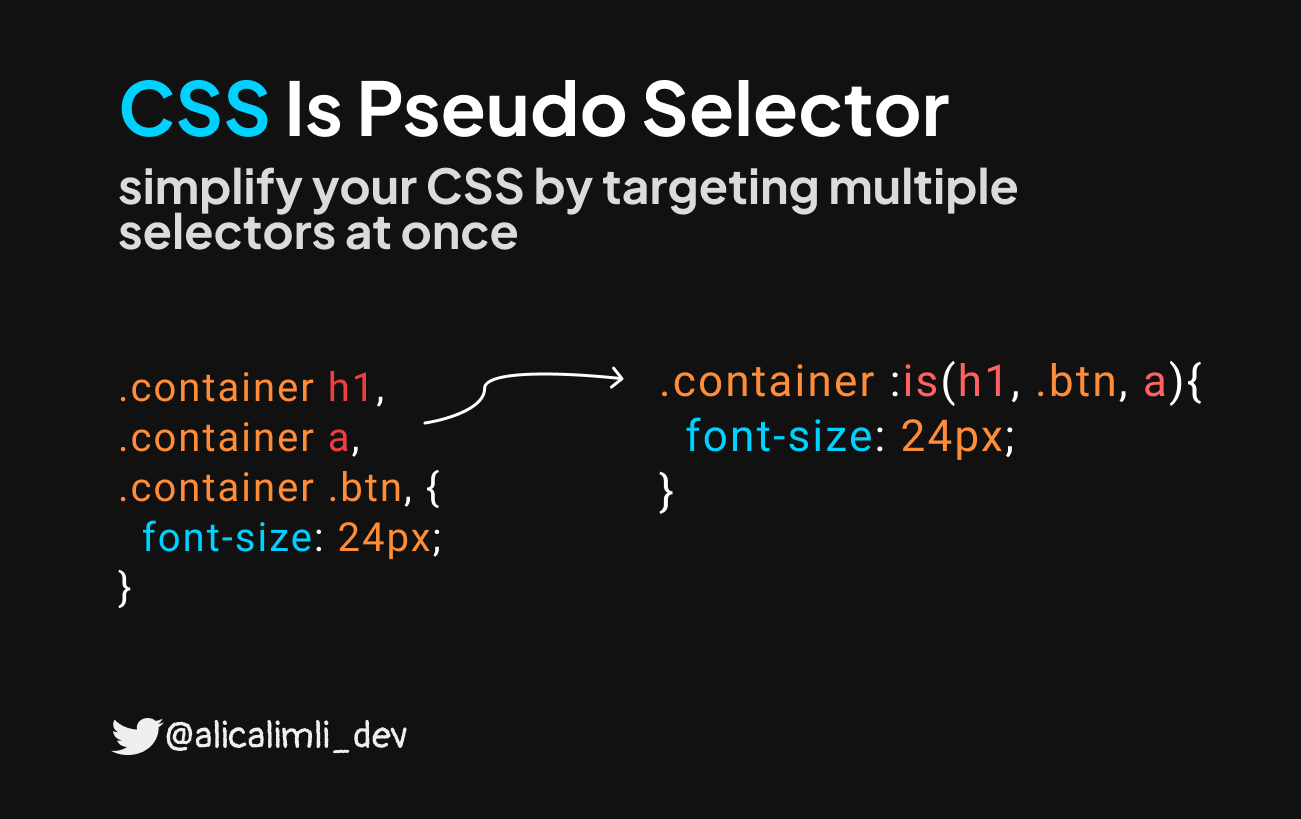 CSS Is Pseudo Selector
simplify your CSS by targeting multiple
selectors at once
.container h1,
.container a,
.container .btn, {
font-size: 24px;
}
.container :is(h1, .btn, a){
font-size: 24px;
}
@alicalimli_dev